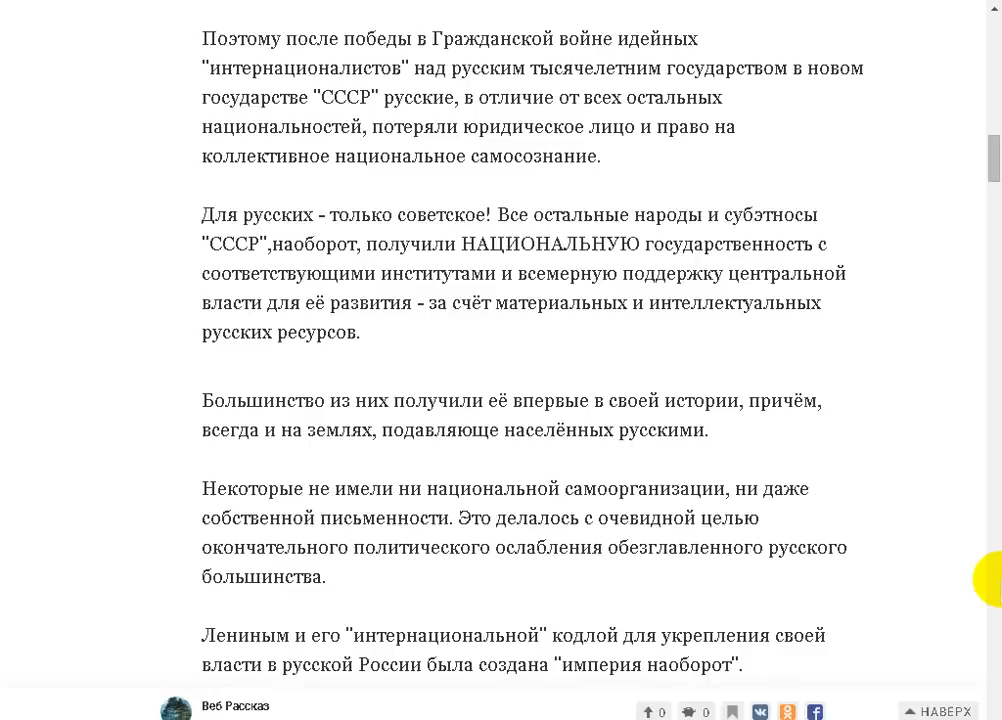 Поэтому после победы в Гражданской войне идейных
"интернационалистов" над русским тысячелетним государством в новом
государстве "СССР" русские, в отличие от всех остальных
национальностей, потеряли юридическое лицо и право на
коллективное национальное самосознание.
Для русских - только советское! Все остальные народы и субэтносы
"СССР",наоборот, получили НАЦИОНАЛЬНУЮ государственность с
соответствующими институтами и всемерную поддержку центральной
власти для её развития - за счёт материальных и интеллектуальных
русских ресурсов.
Большинство из них получили её впервые в своей истории, причём,
всегда и на землях, подавляюще населённых русскими.
Некоторые не имели ни национальной самоорганизации, ни даже
собственной письменности. Это делалось с очевидной целью
окончательного политического ослабления обезглавленного русского
большинства.
Лениным и его "интернациональной" кодлой для укрепления своей
власти в русской России была создана "империя наоборот".
Веб Рассказ
0 0 НАВЕРХ